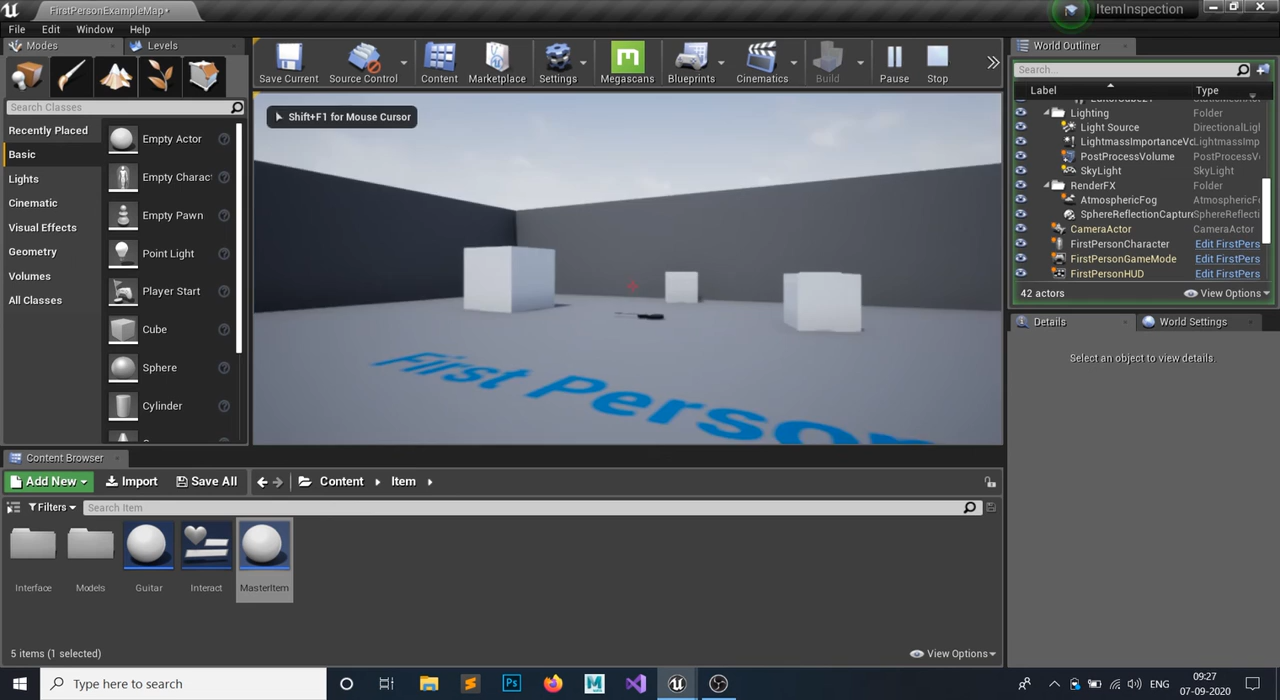 FirstPersonExampleMap*
ItemInspection
File Edit Window Help
Modes
Levels
Search Classes
Recently Placed
Basic
Lights
Cinematic
Visual Effects
Geometry
Volumes
All Classes
Empty Actor
Empty Charac
Empty Pawn
Point Light
Player Start
Cube
Sphere
Cylinder
Save Current
Source Control
Content
Marketplace
Settings
Megascans
Blueprints
Cinematics
Build
Pause
Stop
Shift+F1 for Mouse Cursor
First Person
World Outliner
Search...
Label Type
Lighting Folder
Light Source DirectionalLigh
LightmassImportanceVo LightmassImp
PostProcessVolume PostProcessV
SkyLight SkyLight
RenderFX Folder
AtmosphericFog AtmosphericF
SphereReflectionCapture SphereReflecti
CameraActor CameraActor
FirstPersonCharacter Edit FirstPers
FirstPersonGameMode Edit FirstPers
FirstPersonHUD Edit FirstPers
42 actors
View Options
Details
World Settings
Select an object to view details.
Content Browser
Add New
Import
Save All
Content
Item
Filters
Search Item
Interface
Models
Guitar
Interact
MasterItem
5 items (1 selected)
View Options
Type here to search
Ps
M
ENG
09:27
07-09-2020